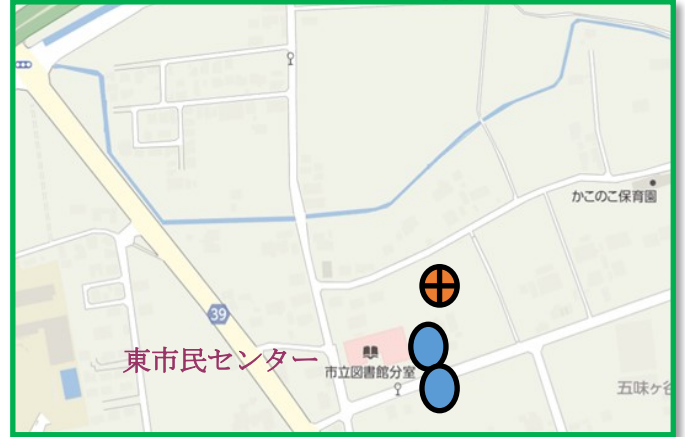 かこのこ保育園
39
東市民センター
市立図書館分室
五味ヶ谷